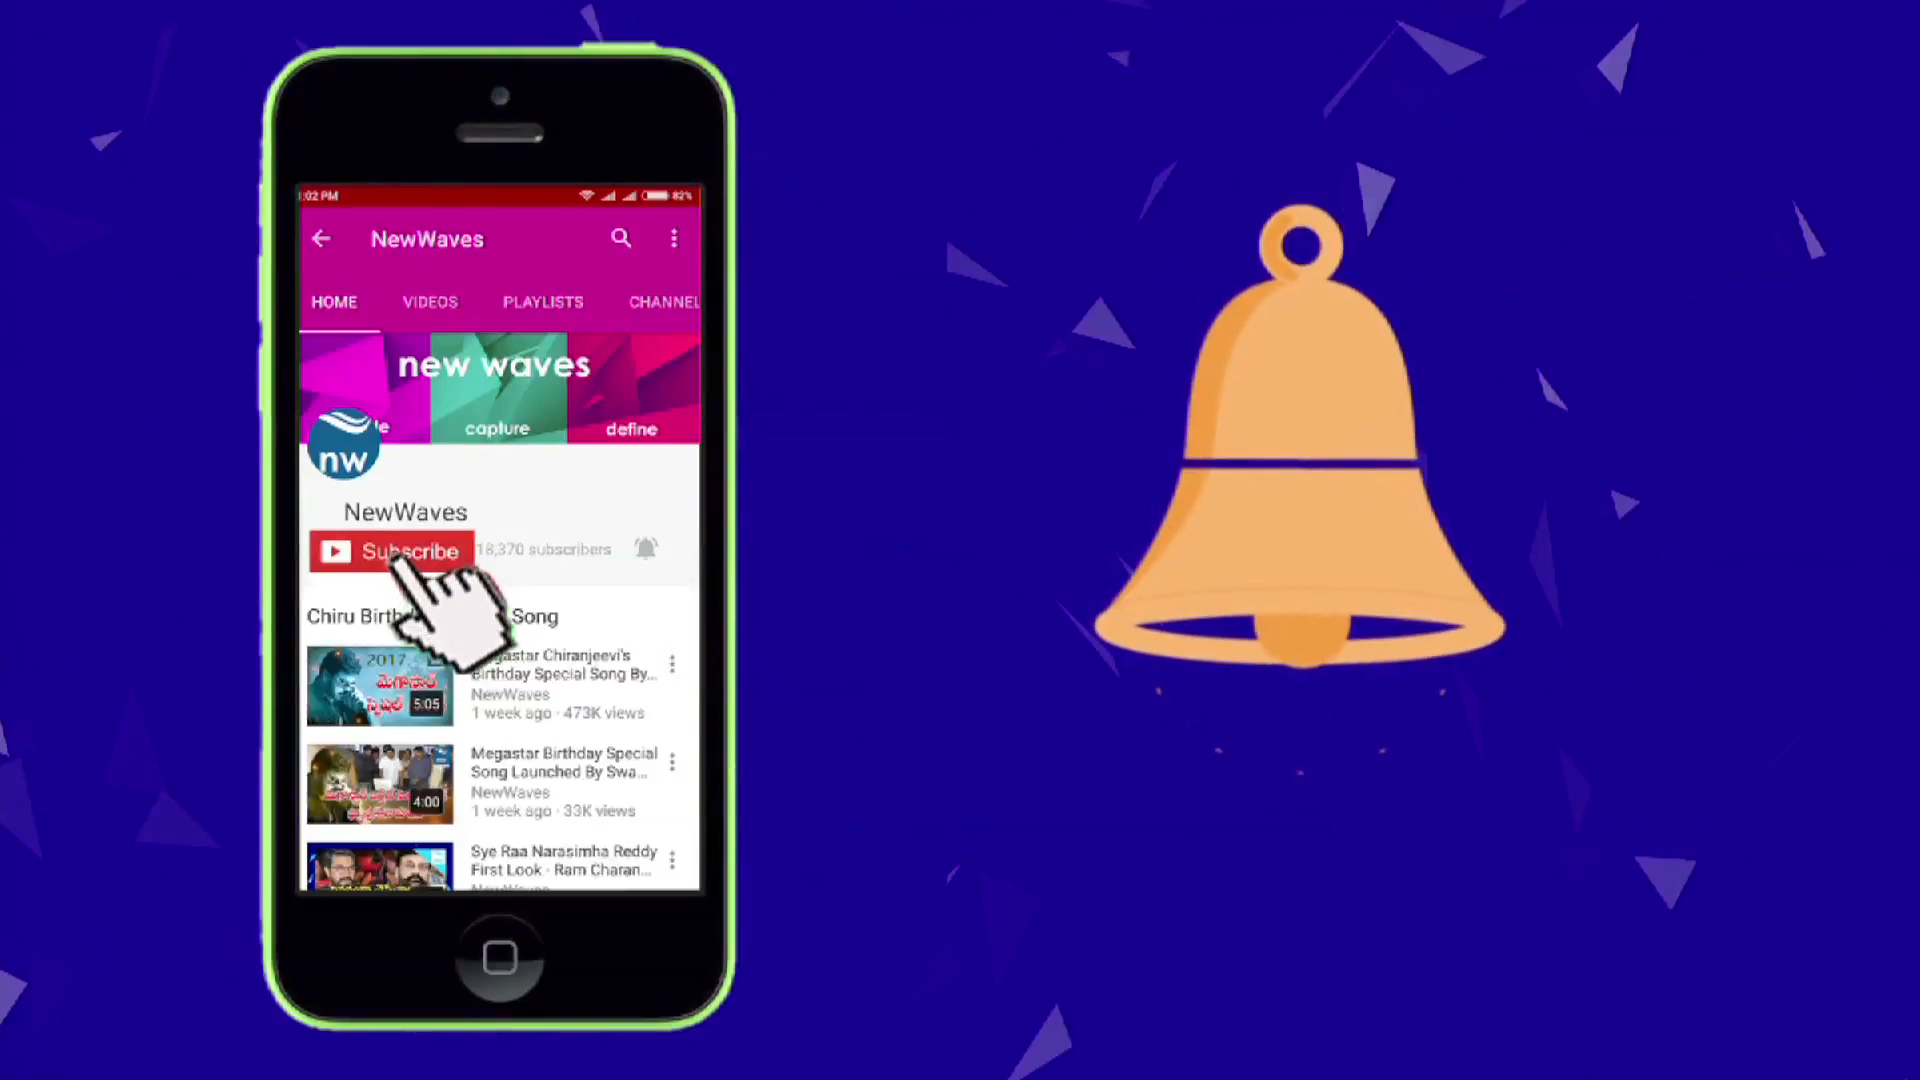 :02 PM
82%
NewWaves
HOME VIDEOS PLAYLISTS CHANNEL
new waves
capture define
nw
NewWaves
Subscribe 18,370 subscribers
Chiru Song
Chiranjeevi's
Birthday Special Song By...
NewWaves
1 week ago · 473K views
2017
మెగాస్టార్
స్పెషల్
5:05
Megastar Birthday Special
Song Launched By Swa...
NewWaves
1 week ago · 33K views
4:00
Sye Raa Narasimha Reddy
First Look - Ram Charan...